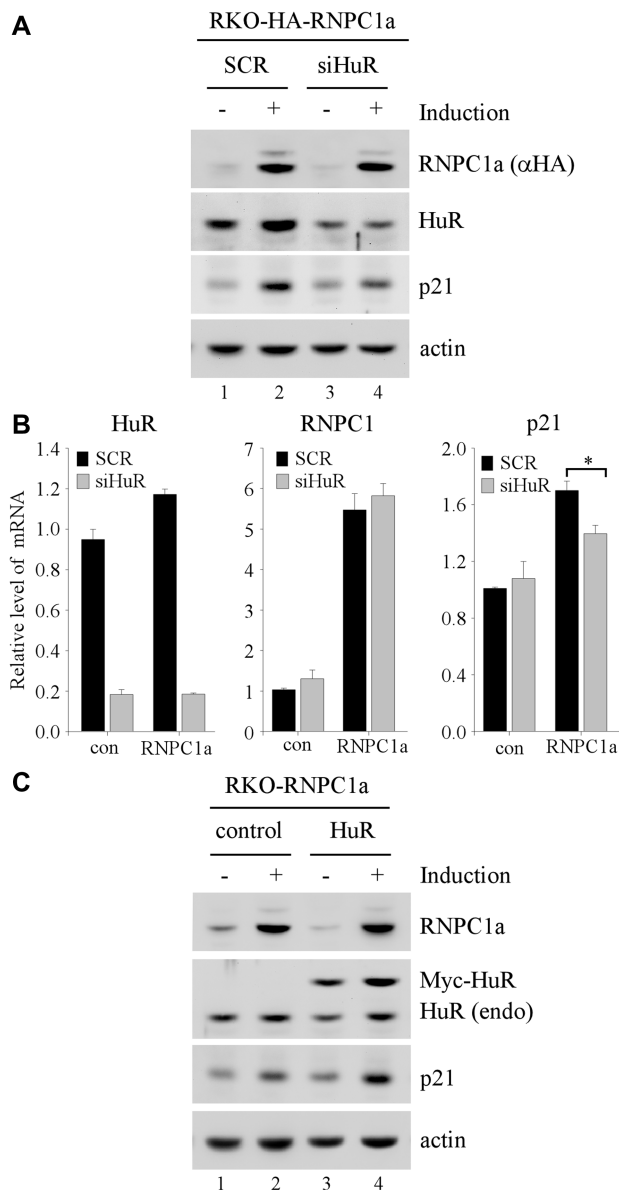 A
RKO-HA-RNPC1a
SCR siHuR
- + - + Induction
RNPC1a (αHA)
HuR
p21
actin
1 2 3 4
B
HuR RNPC1 p21
Relative level of mRNA
1.4
1.2
1.0
0.8
0.6
0.4
0.2
0.0
SCR
siHuR
con RNPC1a
7
6
5
4
3
2
1
0
SCR
siHuR
con RNPC1a
1.8
1.6
1.2
0.4
0.0
SCR
siHuR
*
con RNPC1a
C
RKO-RNPC1a
control HuR
- + - + Induction
RNPC1a
Myc-HuR
HuR (endo)
p21
actin
1 2 3 4